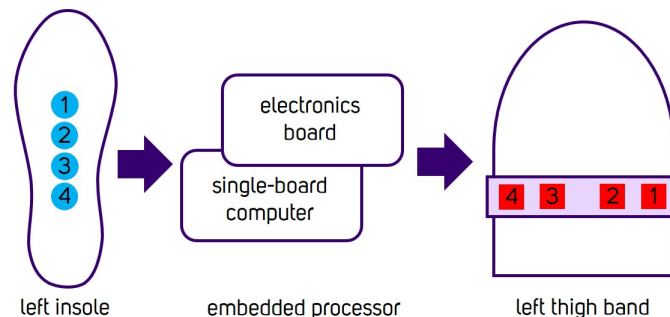 1
2
3
4
electronics
board
single-board
computer
4 3 2 1
left insole
embedded processor
left thigh band